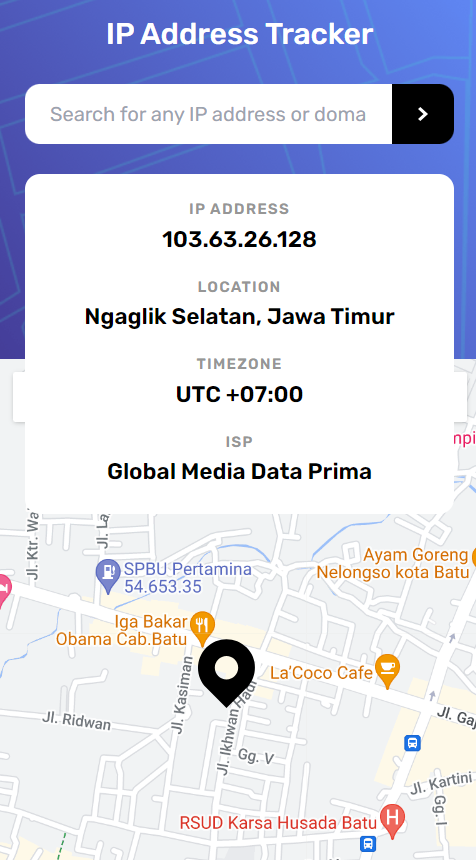 IP Address Tracker
Search for any IP address or doma
IP ADDRESS
103.63.26.128
LOCATION
Ngaglik Selatan, Jawa Timur
TIMEZONE
UTC +07:00
ISP
Global Media Data Prima
Jl. Ktr. Wa
Jl. La
Ayam Goreng
Nelongso kota Batu
SPBU Pertamina
54.653.35
Iga Bakar
Obama Cab.Batu
La'Coco Cafe
Jl. Kasiman
Jl. Ikhwan Hadi
Jl. Ridwan
Jl. Gaj
Gg. V
Jl. Kartini
Gg. I
RSUD Karsa Husada Batu
H